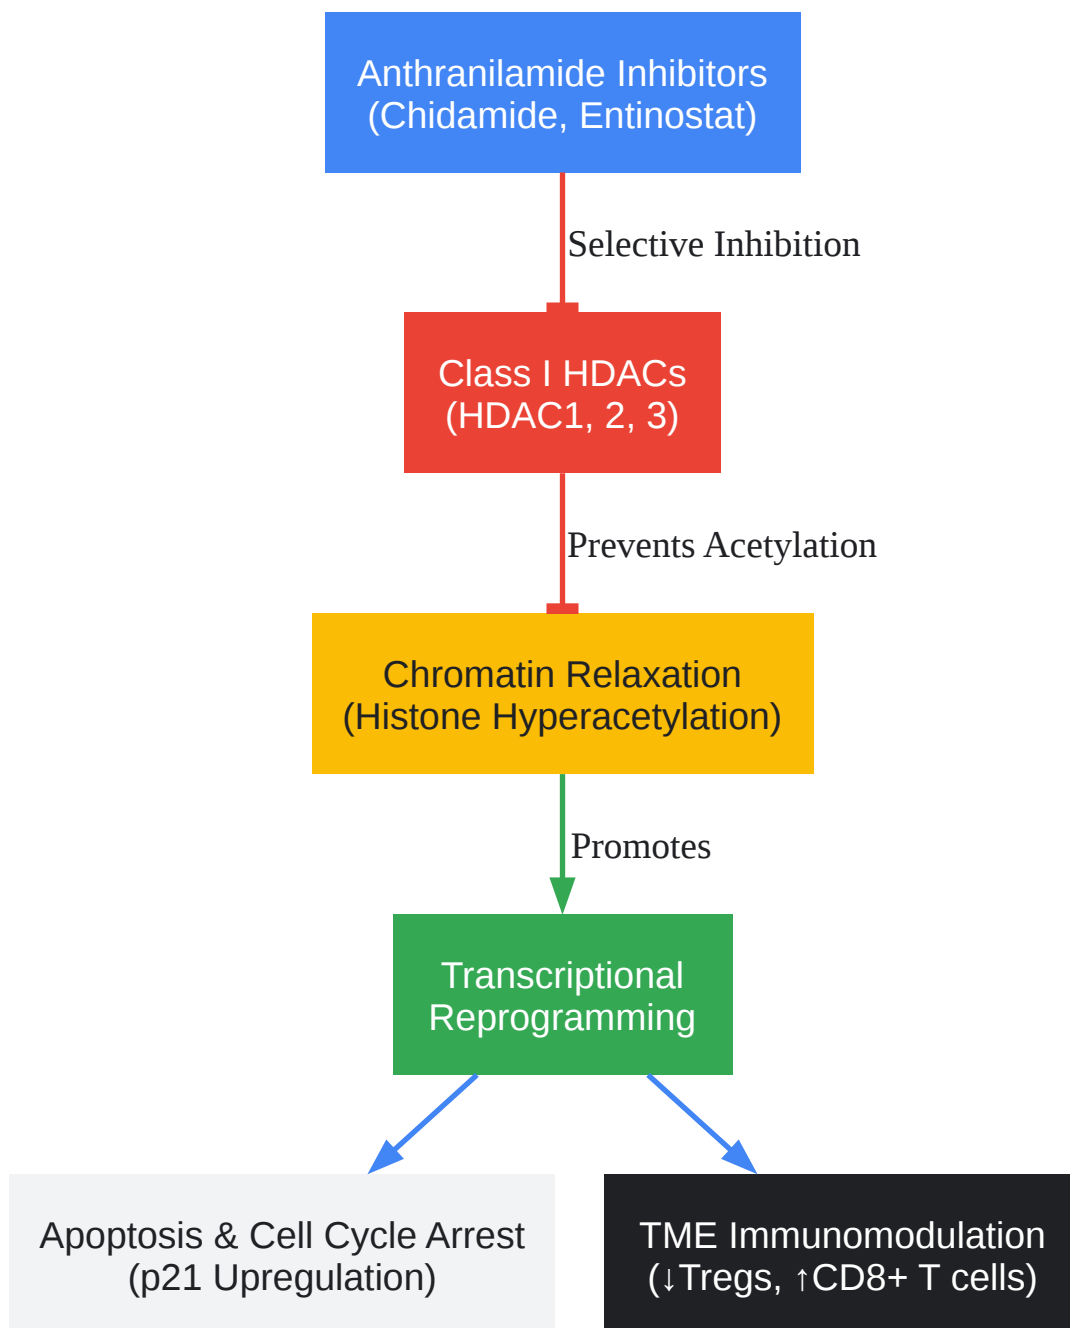 Anthranilamide Inhibitors
(Chidamide, Entinostat)
Selective Inhibition
Class I HDACs
(HDAC1, 2, 3)
Prevents Acetylation
Chromatin Relaxation
(Histone Hyperacetylation)
Promotes
Transcriptional
Reprogramming
Apoptosis & Cell Cycle Arrest
(p21 Upregulation)
TME Immunomodulation
(↓Tregs, ↑CD8+ T cells)